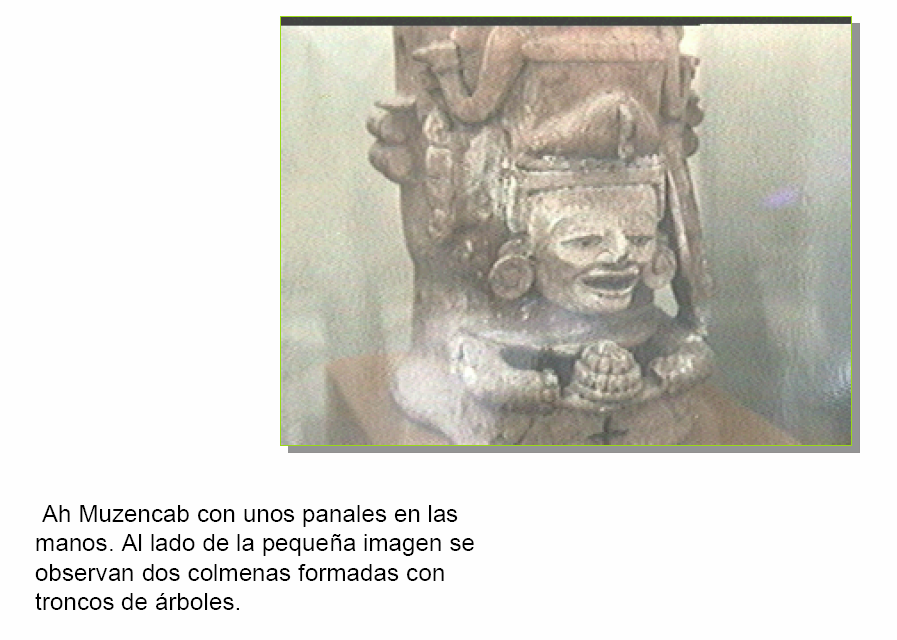 Ah Muzencab con unos panales en las
manos. Al lado de la pequeña imagen se
observan dos colmenas formadas con
troncos de árboles.